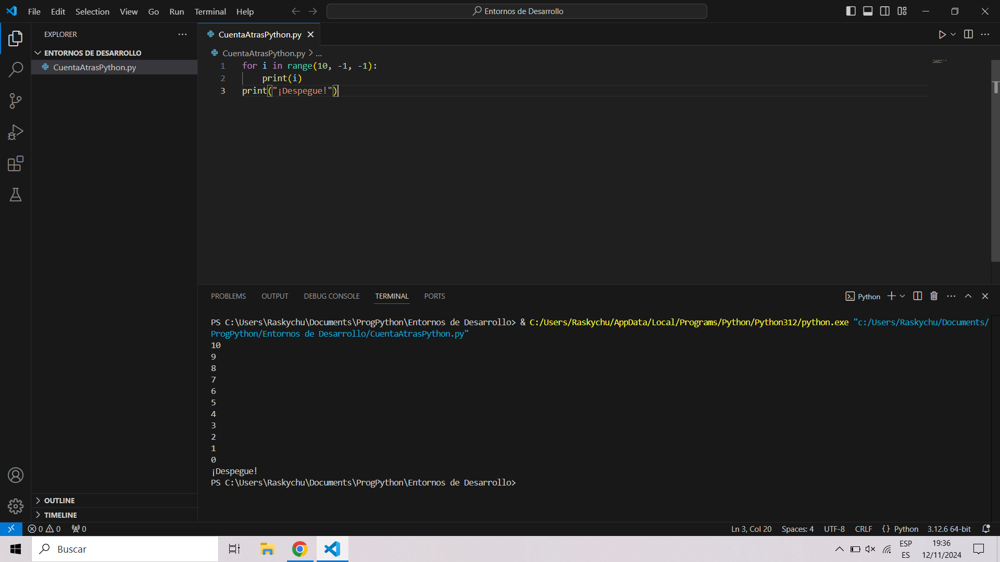 File Edit Selection View Go Run Terminal Help
Entornos de Desarrollo
EXPLORER
ENTORNOS DE DESARROLLO
CuentaAtrasPython.py
OUTLINE
TIMELINE
CuentaAtrasPython.py
CuentaAtrasPython.py > ...
1 for i in range(10, -1, -1):
2 print(i)
3 print("¡Despegue!")
PROBLEMS OUTPUT DEBUG CONSOLE TERMINAL PORTS
Python
PS C:\Users\Raskychu\Documents\ProgPython\Entornos de Desarrollo> & C:/Users/Raskychu/AppData/Local/Programs/Python/Python312/python.exe "c:/Users/Raskychu/Documents/
ProgPython/Entornos de Desarrollo/CuentaAtrasPython.py"
10
9
8
7
6
5
4
3
2
1
0
¡Despegue!
PS C:\Users\Raskychu\Documents\ProgPython\Entornos de Desarrollo>
0 0 0
Ln 3, Col 20 Spaces: 4 UTF-8 CRLF {} Python 3.12.6 64-bit
Buscar
ESP
ES
19:36
12/11/2024